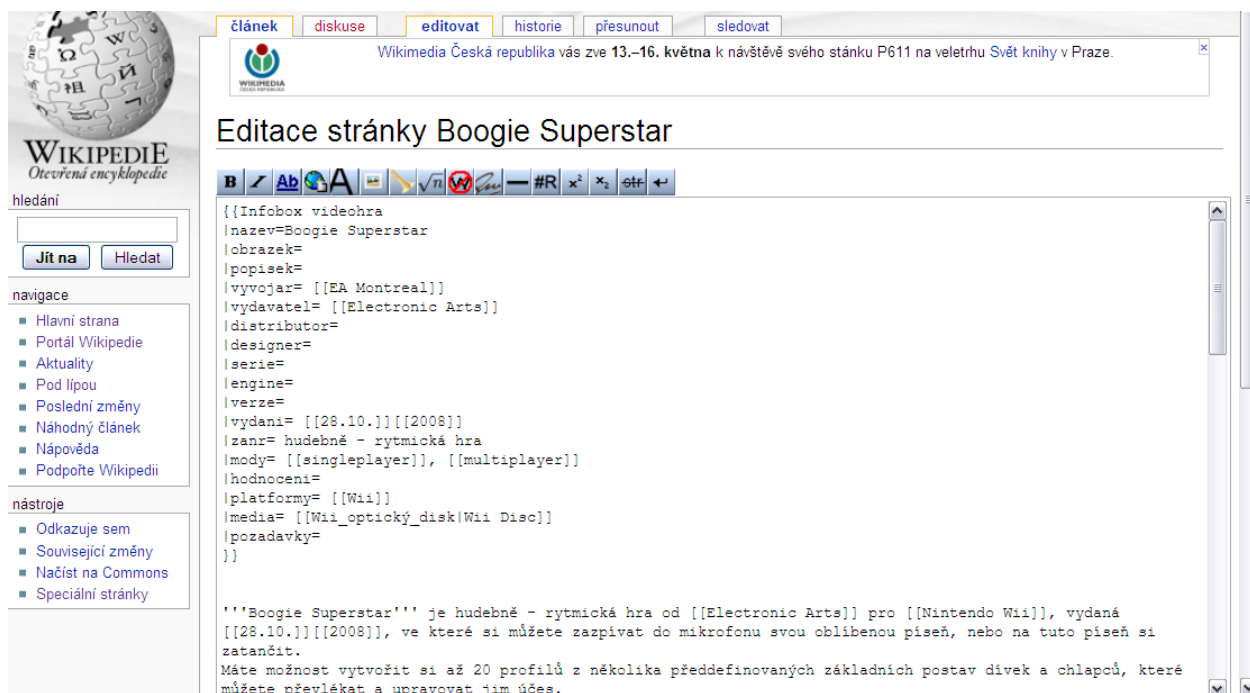 článek diskuse editovat historie přesunout sledovat
Wikimedia Česká republika vás zve 13.–16. května k návštěvě svého stánku P611 na veletrhu Svět knihy v Praze.
WIKIMEDIA
ČESKÁ REPUBLIKA
Editace stránky Boogie Superstar
WIKIPEDIE
Otevřená encyklopedie
B I Ab A √n W #R x² x₂ str
hledání
Jít na Hledat
navigace
Hlavní strana
Portál Wikipedie
Aktuality
Pod lípou
Poslední změny
Náhodný článek
Nápověda
Podpořte Wikipedii
nástroje
Odkazuje sem
Související změny
Načíst na Commons
Speciální stránky
{{Infobox videohra
|nazev=Boogie Superstar
|obrazek=
|popisek=
|vyvojar= [[EA Montreal]]
|vydavatel= [[Electronic Arts]]
|distributor=
|designer=
|serie=
|engine=
|verze=
|vydani= [[28.10.]][[2008]]
|zanr= hudebně - rytmická hra
|mody= [[singleplayer]], [[multiplayer]]
|hodnoceni=
|platformy= [[Wii]]
|media= [[Wii_optický_disk|Wii Disc]]
|pozadavky=
}}
'''Boogie Superstar''' je hudebně - rytmická hra od [[Electronic Arts]] pro [[Nintendo Wii]], vydaná
[[28.10.]][[2008]], ve které si můžete zazpívat do mikrofonu svou oblíbenou píseň, nebo na tuto píseň si
zatančit.
Máte možnost vytvořit si až 20 profilů z několika předdefinovaných základních postav dívek a chlapců, které
můžete převlékat a upravovat jim účes.